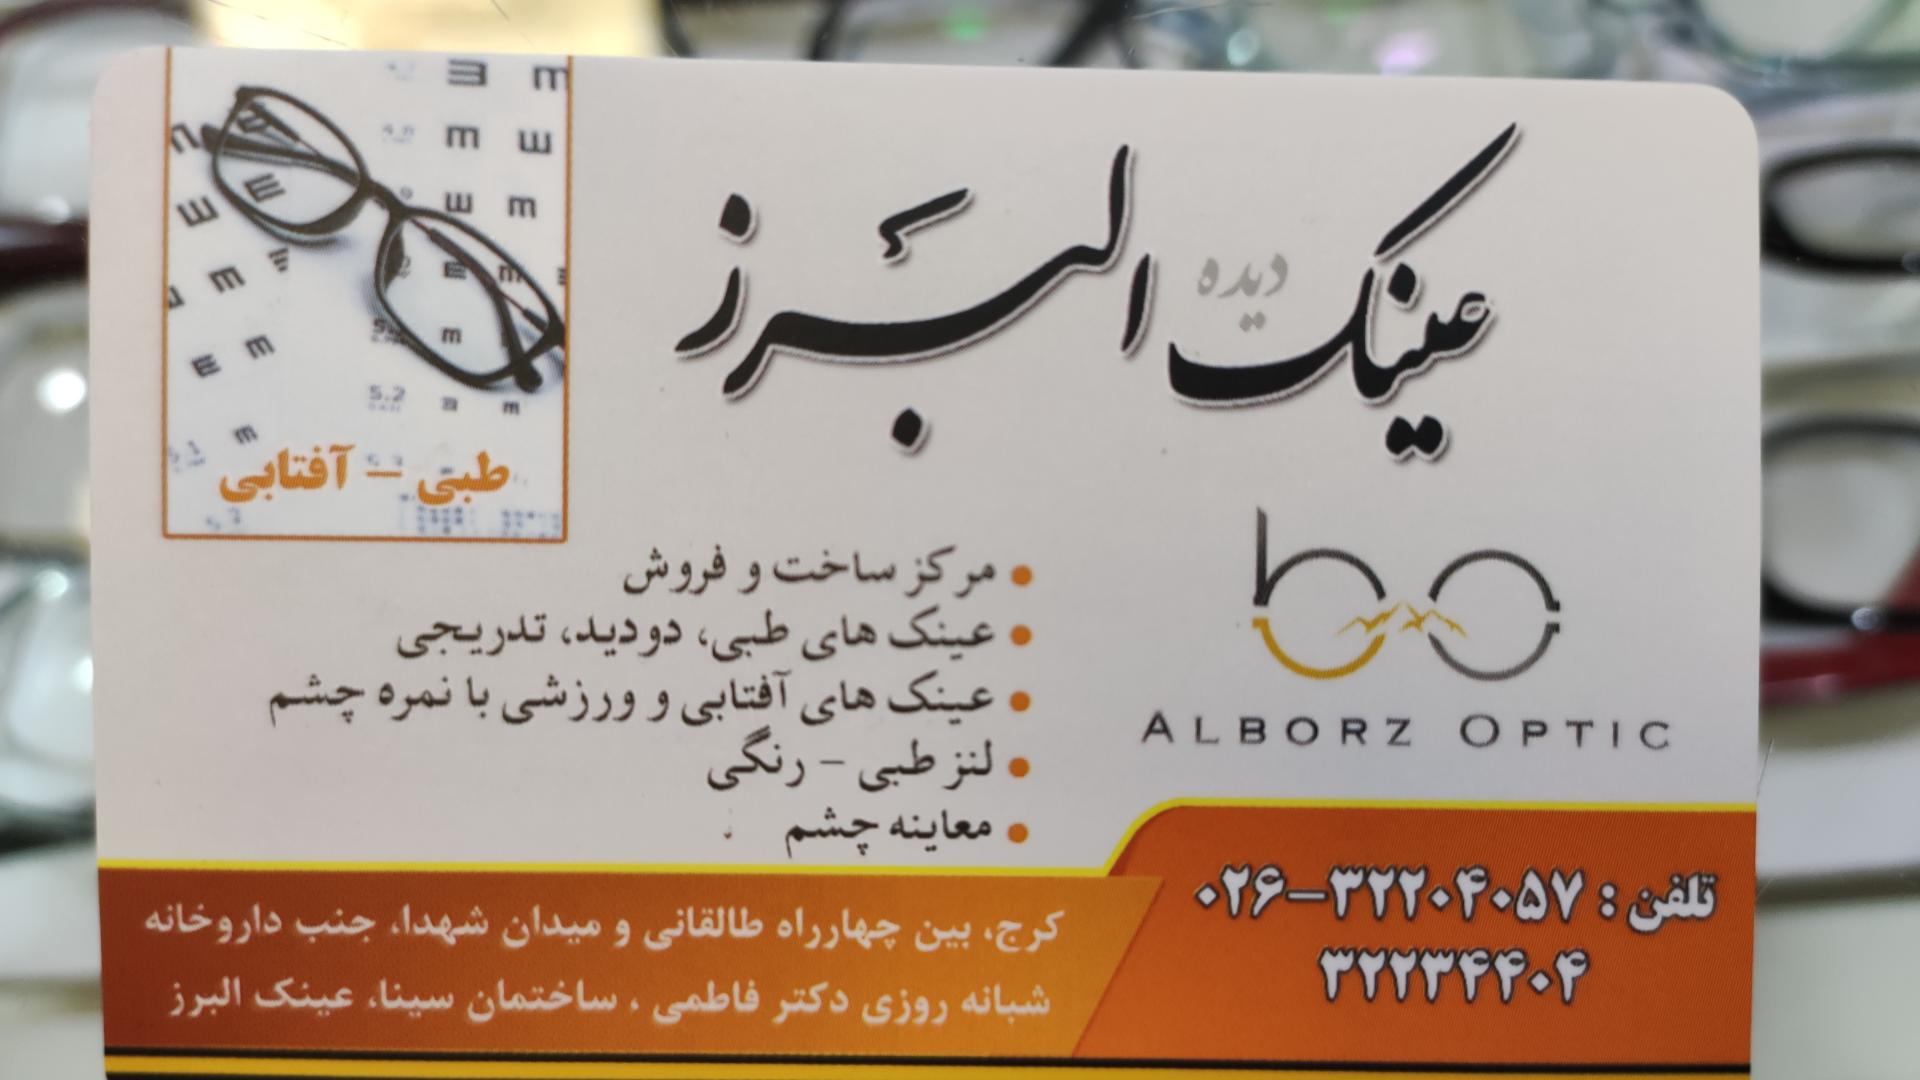 عینک دیده البرز
طبی - آفتابی
ALBORZ OPTIC
• مرکز ساخت و فروش
• عینک های طبی، دودید، تدریجی
• عینک های آفتابی و ورزشی با نمره چشم
• لنز طبی - رنگی
• معاینه چشم
تلفن : ۰۲۶-۳۲۲۰۴۰۵۷
۳۲۲۳۴۴۰۴
کرج، بین چهارراه طالقانی و میدان شهدا، جنب داروخانه
شبانه روزی دکتر فاطمی ، ساختمان سینا، عینک البرز